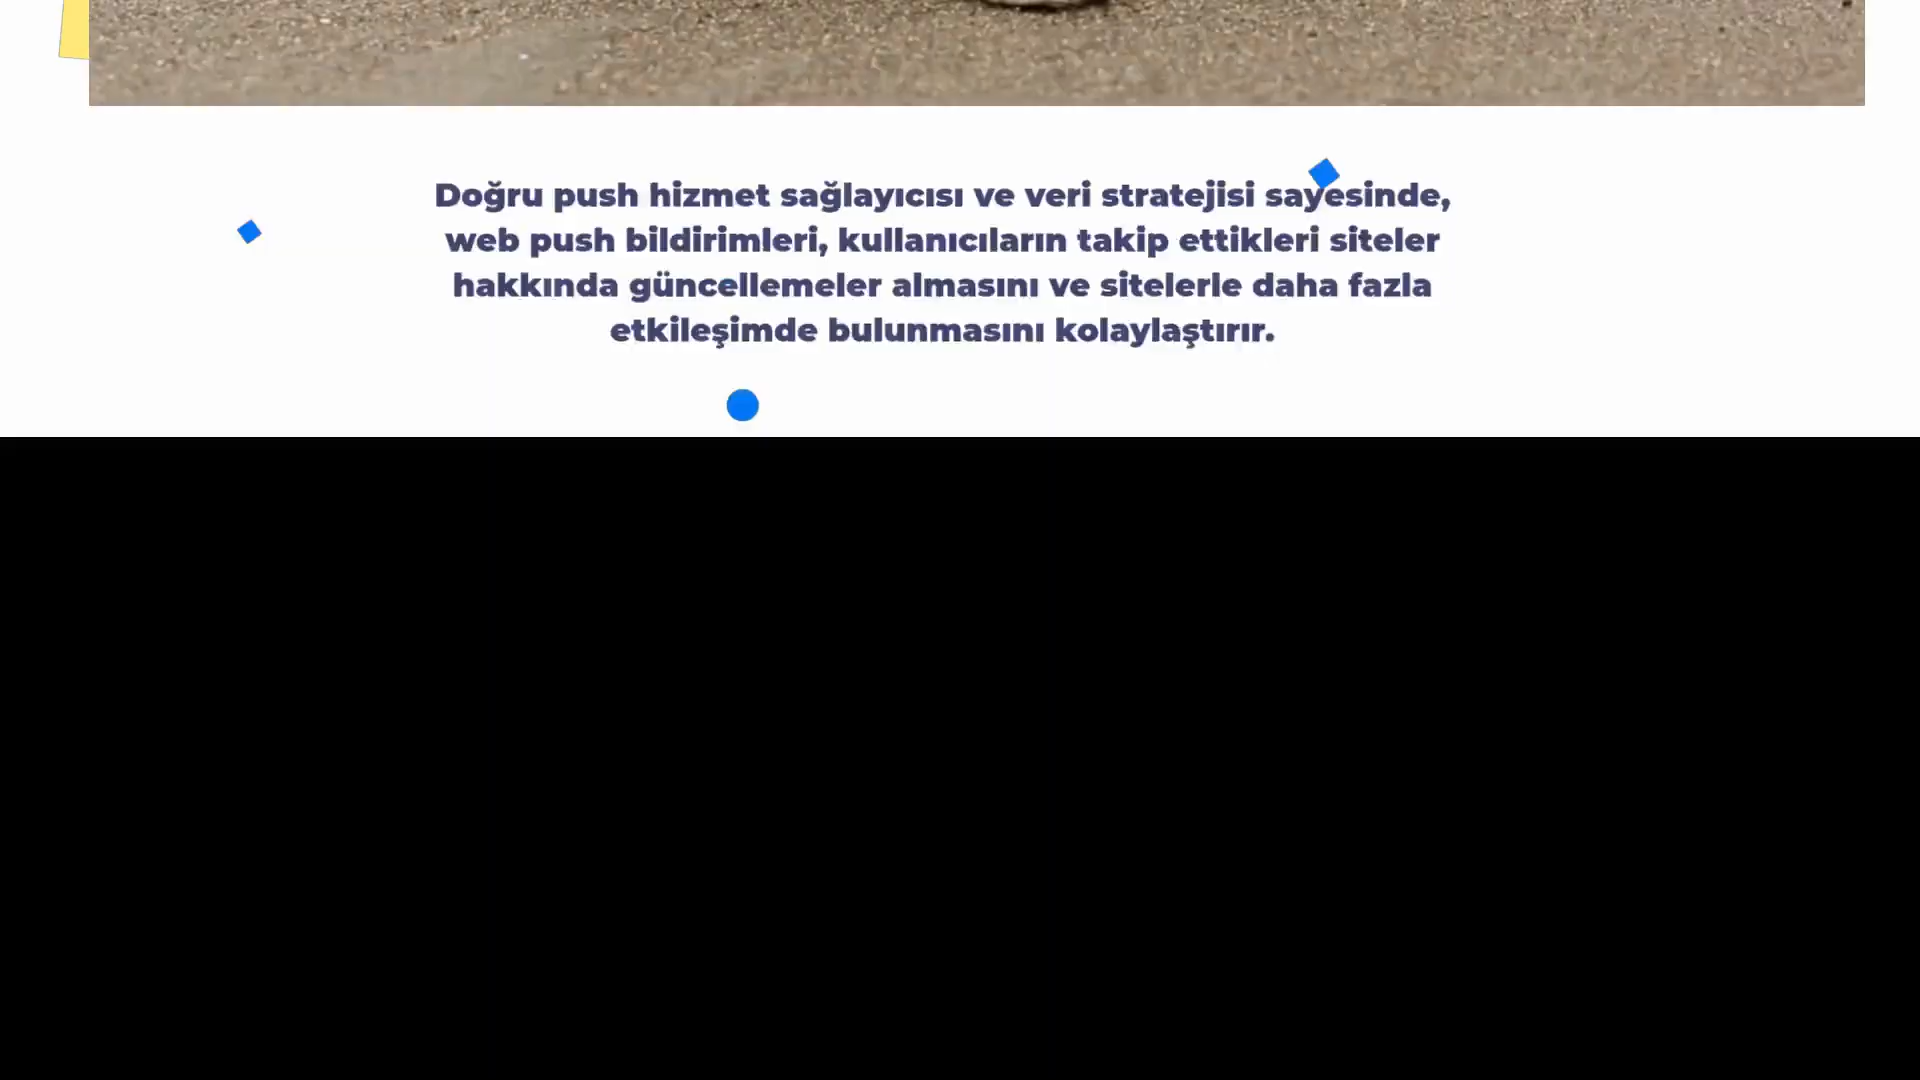 Doğru push hizmet sağlayıcısı ve veri stratejisi sayesinde,
web push bildirimleri, kullanıcıların takip ettikleri siteler
hakkında güncellemeler almasını ve sitelerle daha fazla
etkileşimde bulunmasını kolaylaştırır.